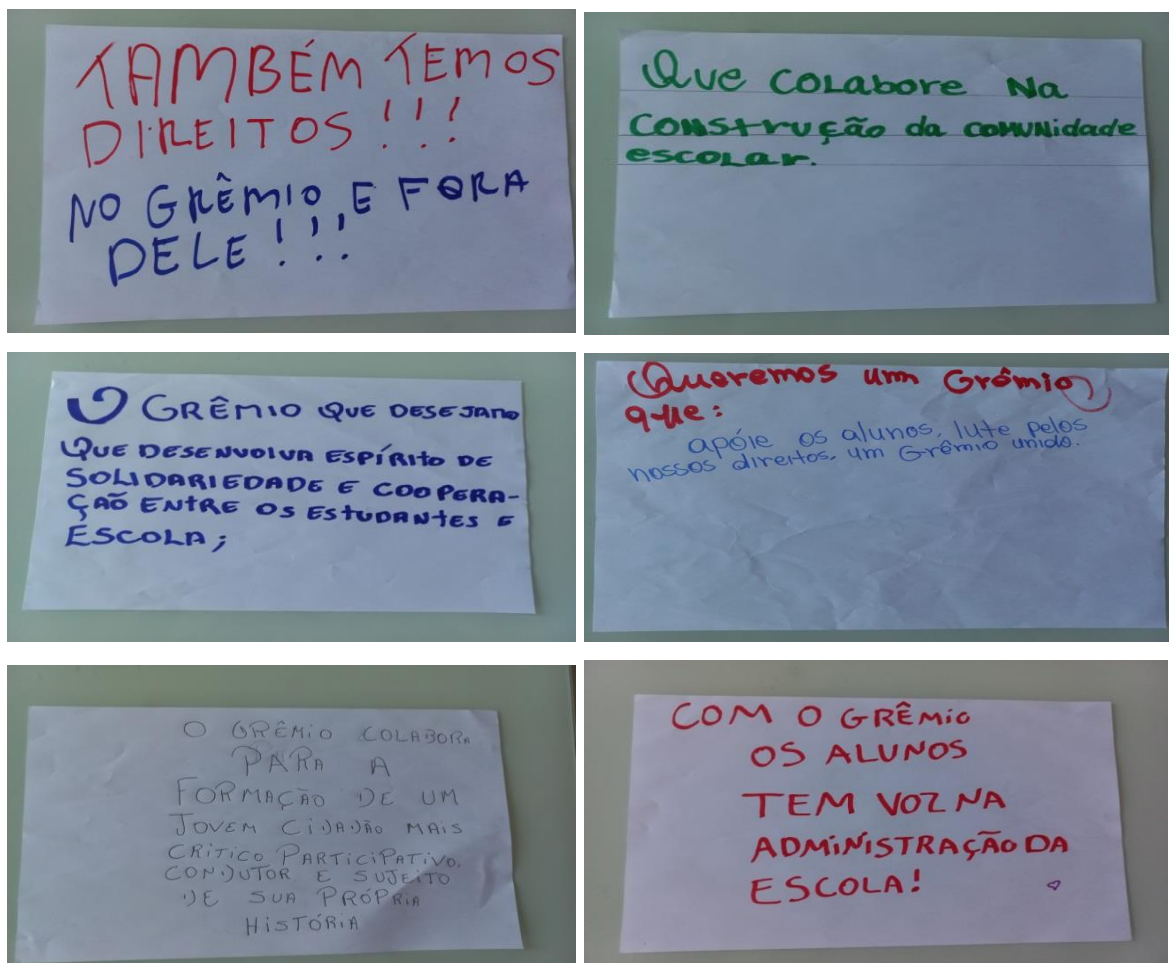 TAMBÉM TEMOS
DIREITOS!!!
NO GRÊMIO E FORA
DELE!!!
Que COLabore Na
CONStrução da comunidade
escolar.
O GRÊMIO QUE DESEJAMO
QUE DESENVOLVA ESPÍRITO DE
SOLIDARIEDADE E COOPERA-
ÇAÕ ENTRE OS EStUDANtES E
ESCOLA;
Queremos um Grêmio
que:
apóie os alunos, lute pelos
nossos direitos, um Grêmio unido.
O GRÊMIO COLABORA
PARA A
FORMAÇÃO DE UM
JOVEM CIDADÃO MAIS
CRITICO PARTICIPATIVO,
CONDUTOR E SUJEITO
DE SUA PRÓPRIA
HISTÓRIA
COM O GRÊMIO
OS ALUNOS
TEM VOZ NA
ADMINISTRAÇÃO DA
ESCOLA!